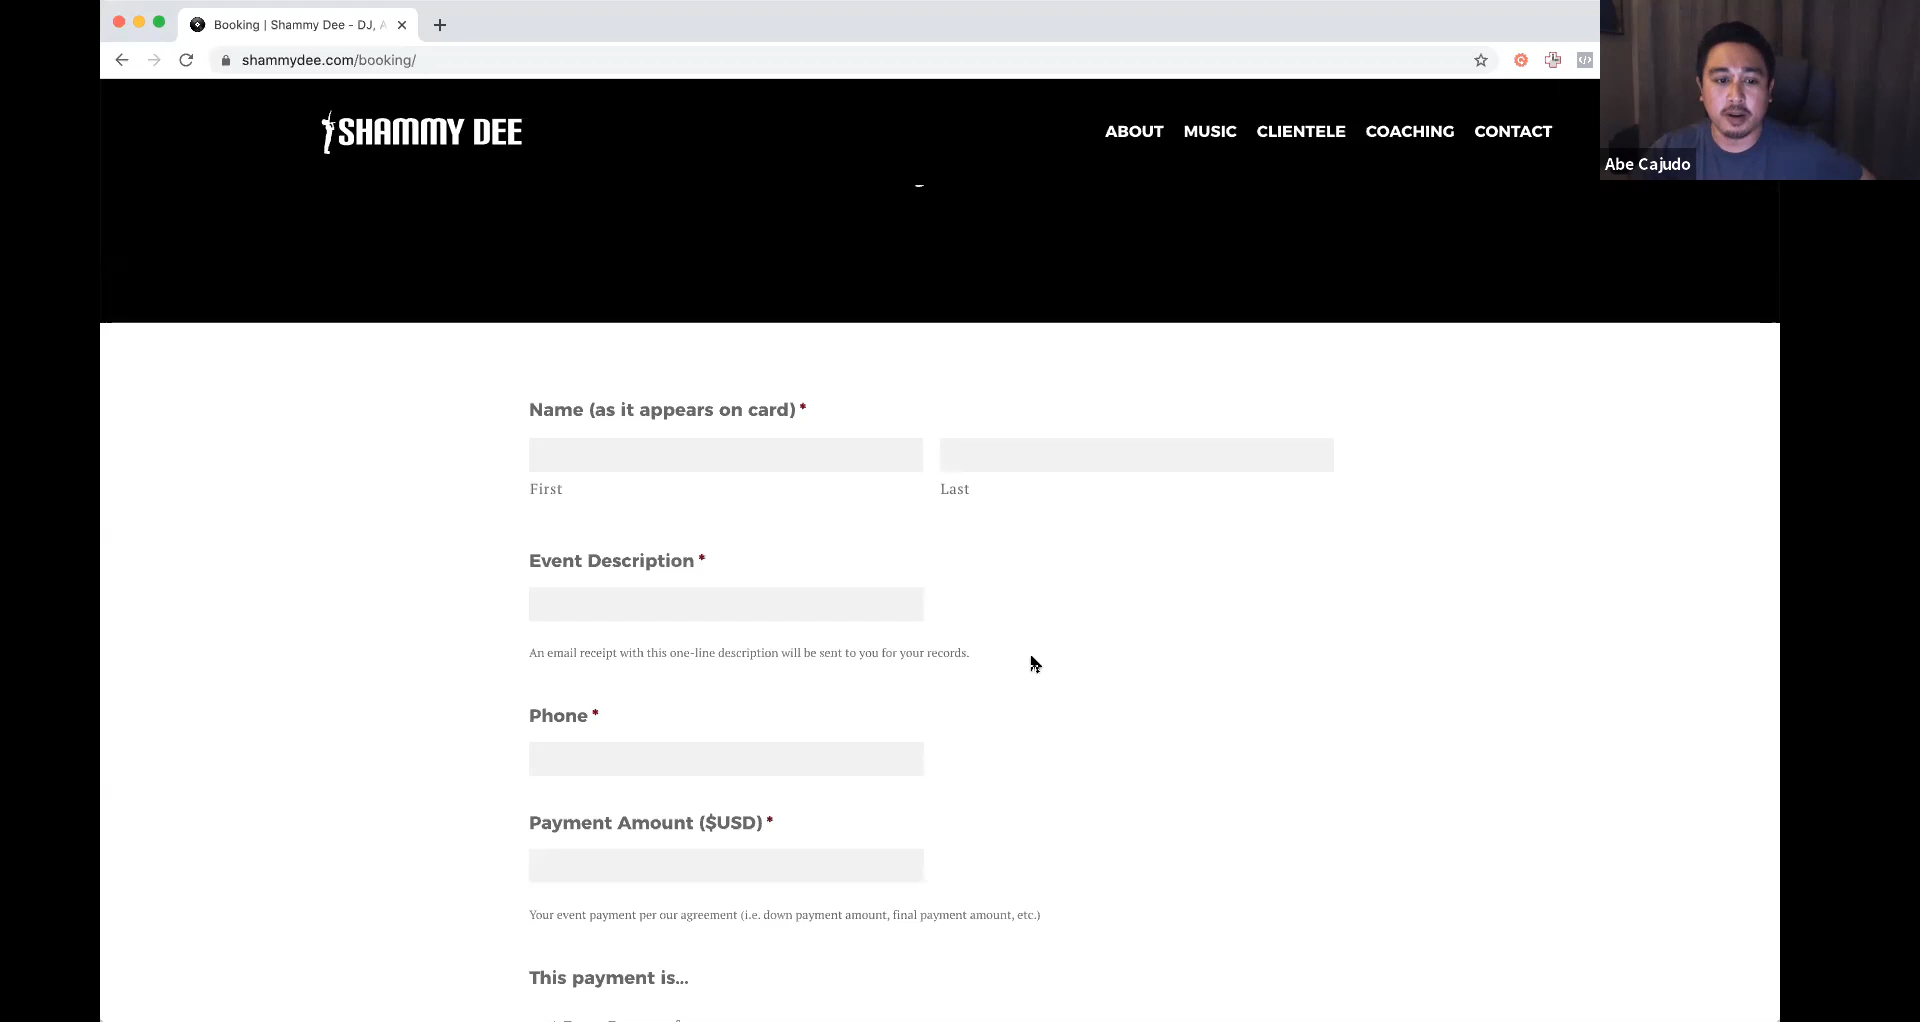 Booking | Shammy Dee - DJ,
shammydee.com/booking/
SHAMMY DEE
ABOUT MUSIC CLIENTELE COACHING CONTACT
Abe Cajudo
Name (as it appears on card) *
First Last
Event Description *
An email receipt with this one-line description will be sent to you for your records.
Phone *
Payment Amount ($USD) *
Your event payment per our agreement (i.e. down payment amount, final payment amount, etc.)
This payment is...